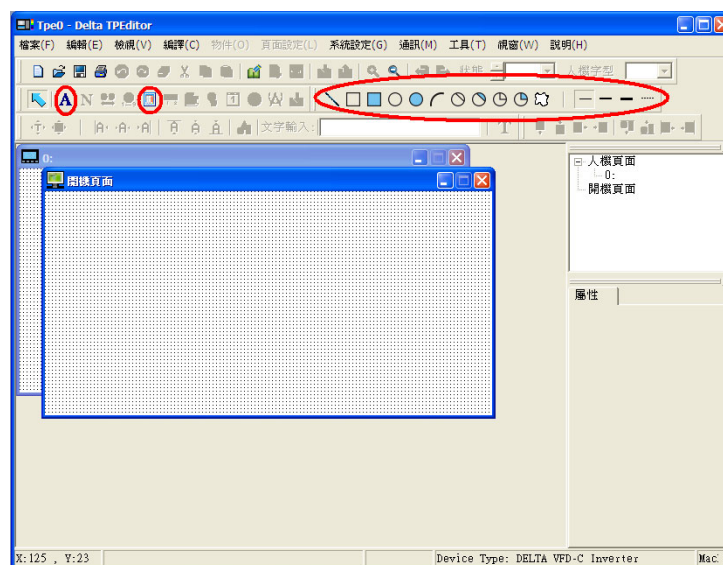 Tpe0 - Delta TPEditor
檔案(F) 編輯(E) 檢視(V) 編譯(C) 物件(O) 頁面設定(L) 系統設定(G) 通訊(M) 工具(T) 視窗(W) 說明(H)
狀態 人機字型
A N 1
A A A A A A A 文字輸入: T
0:
開機頁面
人機頁面
0:
開機頁面
屬性
X:125 , Y:23 Device Type: DELTA VFD-C Inverter Mac